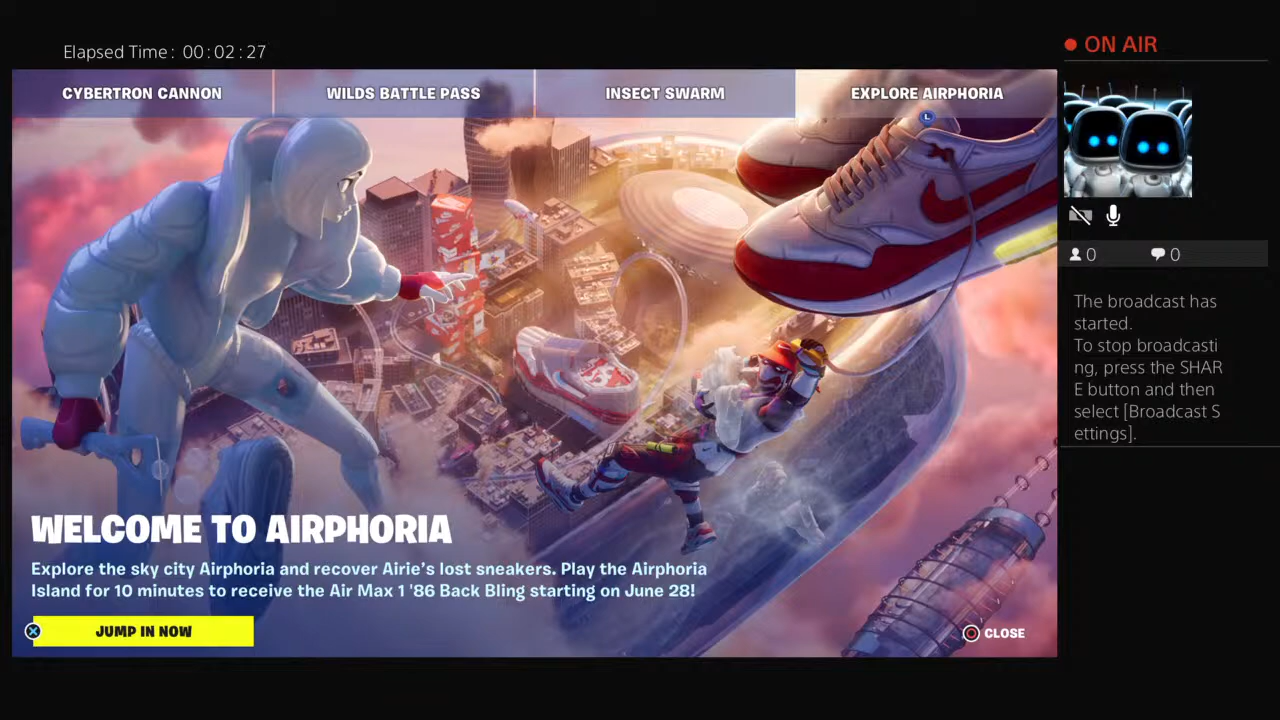 Elapsed Time: 00:02:27
ON AIR
CYBERTRON CANNON
WILDS BATTLE PASS
INSECT SWARM
EXPLORE AIRPHORIA
L
0
0
The broadcast has
started.
To stop broadcasti
ng, press the SHAR
E button and then
select [Broadcast S
ettings].
WELCOME TO AIRPHORIA
Explore the sky city Airphoria and recover Airie's lost sneakers. Play the Airphoria
Island for 10 minutes to receive the Air Max 1 '86 Back Bling starting on June 28!
JUMP IN NOW
CLOSE